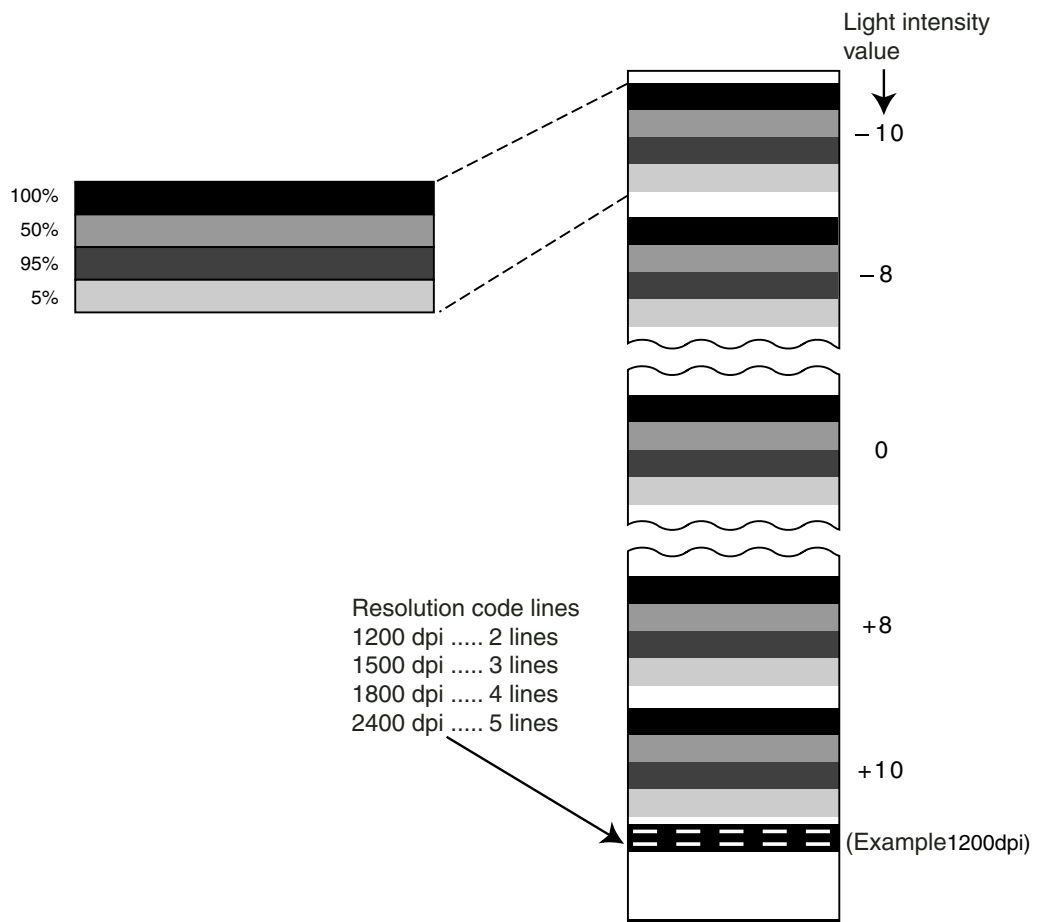 Light intensity
value
100%
50%
95%
5%
– 10
– 8
0
+8
+10
Resolution code lines
1200 dpi ..... 2 lines
1500 dpi ..... 3 lines
1800 dpi ..... 4 lines
2400 dpi ..... 5 lines
(Example1200dpi)